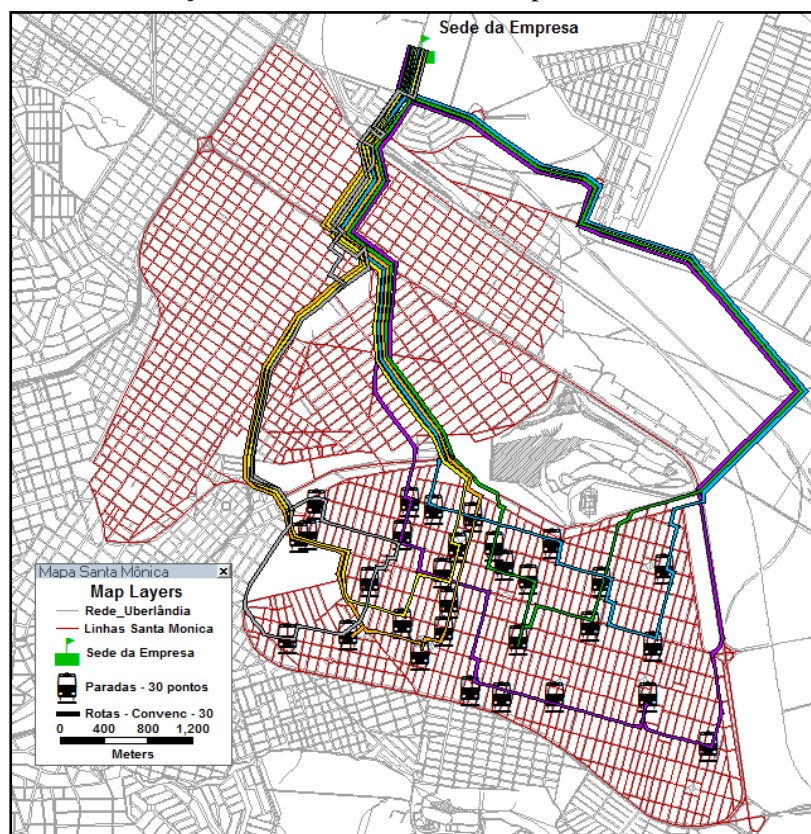 Sede da Empresa
Mapa Santa Mônica
Map Layers
Rede_Uberlândia
Linhas Santa Monica
Sede da Empresa
Paradas - 30 pontos
Rotas - Convenc - 30
0 400 800 1,200
Meters